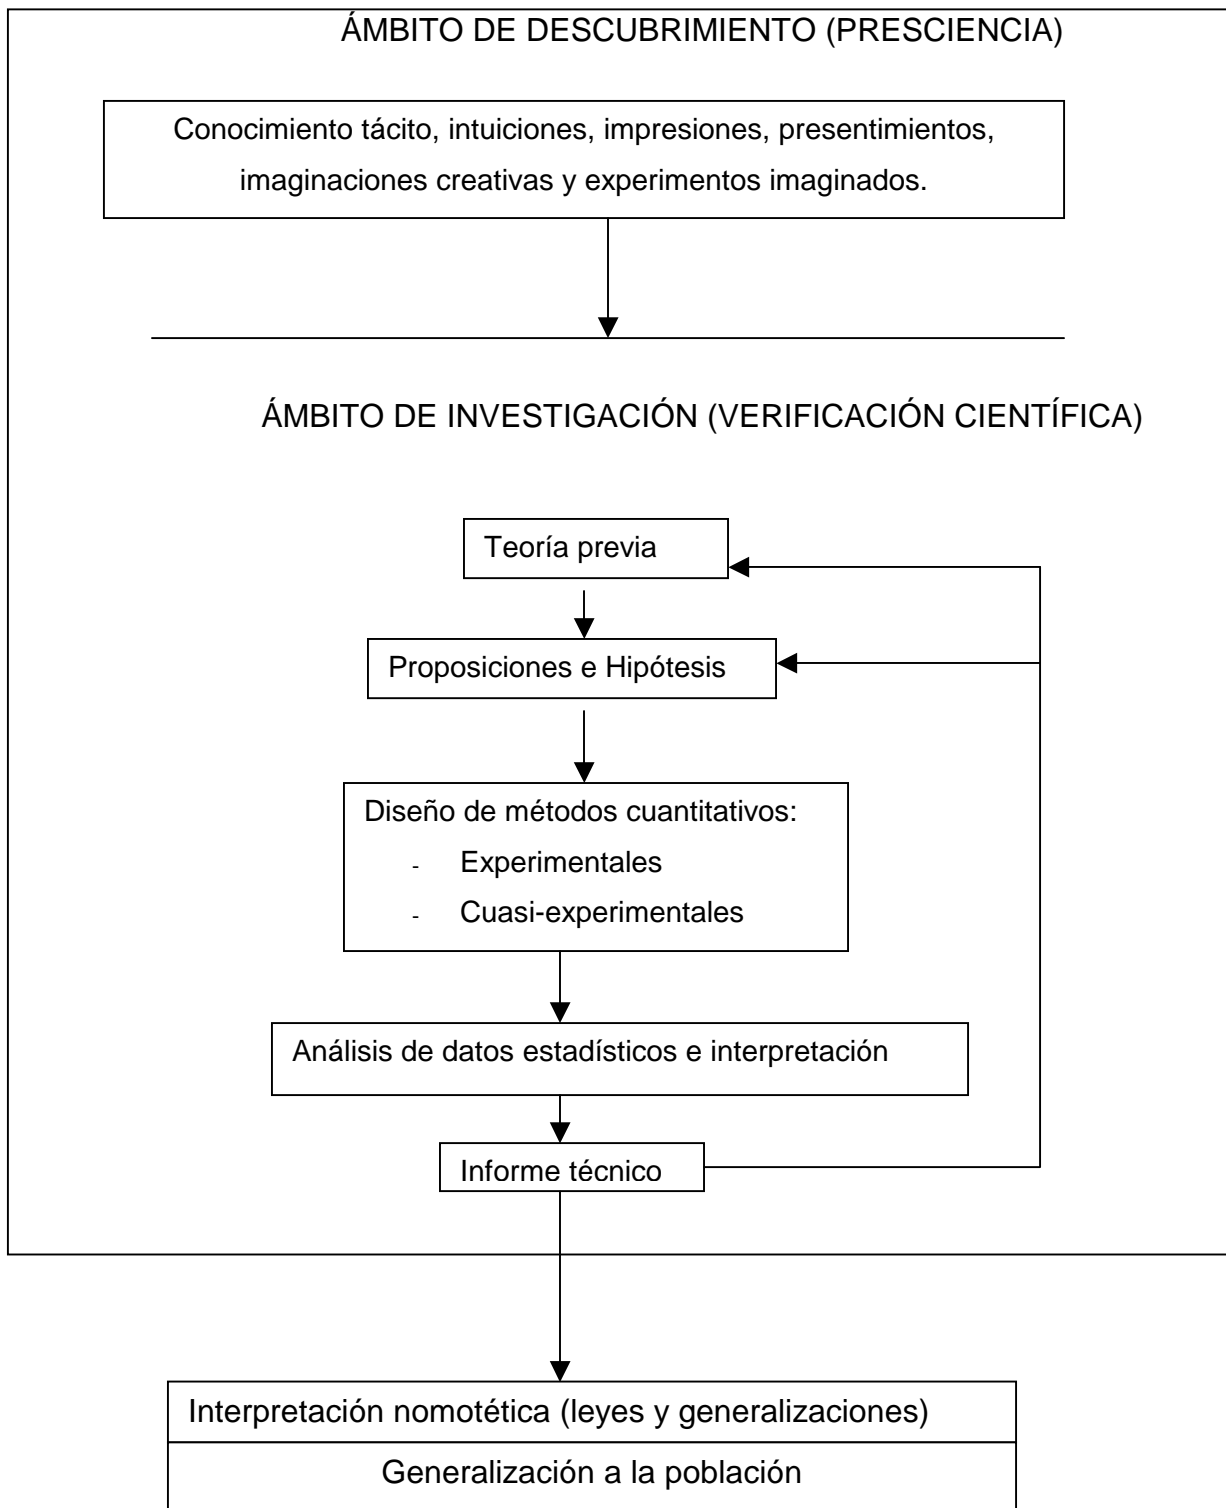 ÁMBITO DE DESCUBRIMIENTO (PRESCIENCIA)
Conocimiento tácito, intuiciones, impresiones, presentimientos,
imaginaciones creativas y experimentos imaginados.
ÁMBITO DE INVESTIGACIÓN (VERIFICACIÓN CIENTÍFICA)
Teoría previa
Proposiciones e Hipótesis
Diseño de métodos cuantitativos:
- Experimentales
- Cuasi-experimentales
Análisis de datos estadísticos e interpretación
Informe técnico
Interpretación nomotética (leyes y generalizaciones)
Generalización a la población